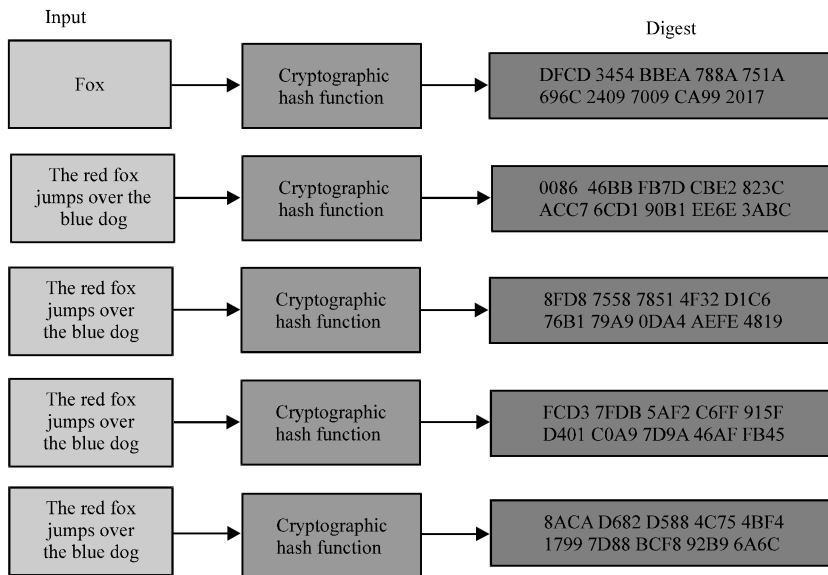 Input
Digest
Fox
Cryptographic
hash function
DFCD 3454 BBEA 788A 751A
696C 2409 7009 CA99 2017
The red fox
jumps over the
blue dog
Cryptographic
hash function
0086 46BB FB7D CBE2 823C
ACC7 6CD1 90B1 EE6E 3ABC
The red fox
jumps over
the blue dog
Cryptographic
hash function
8FD8 7558 7851 4F32 D1C6
76B1 79A9 0DA4 AEFE 4819
The red fox
jumps over
the blue dog
Cryptographic
hash function
FCD3 7FDB 5AF2 C6FF 915F
D401 C0A9 7D9A 46AF FB45
The red fox
jumps over
the blue dog
Cryptographic
hash function
8ACA D682 D588 4C75 4BF4
1799 7D88 BCF8 92B9 6A6C